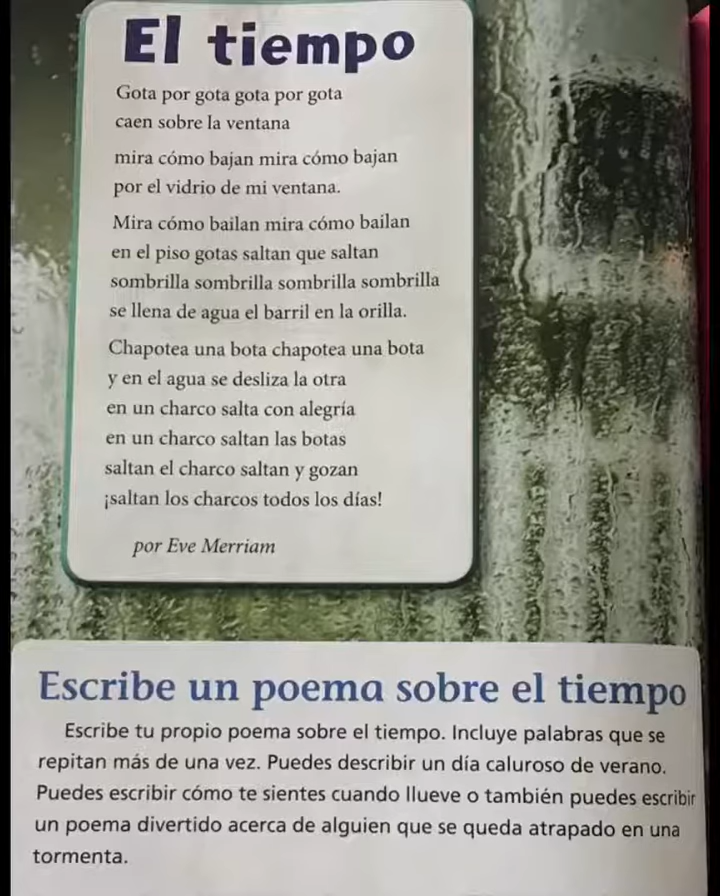 El tiempo
Gota por gota gota por gota
caen sobre la ventana
mira cómo bajan mira cómo bajan
por el vidrio de mi ventana.
Mira cómo bailan mira cómo bailan
en el piso gotas saltan que saltan
sombrilla sombrilla sombrilla sombrilla
se llena de agua el barril en la orilla.
Chapotea una bota chapotea una bota
y en el agua se desliza la otra
en un charco salta con alegría
en un charco saltan las botas
saltan el charco saltan y gozan
¡saltan los charcos todos los días!
por Eve Merriam
Escribe un poema sobre el tiempo
Escribe tu propio poema sobre el tiempo. Incluye palabras que se
repitan más de una vez. Puedes describir un día caluroso de verano.
Puedes escribir cómo te sientes cuando llueve o también puedes escribir
un poema divertido acerca de alguien que se queda atrapado en una
tormenta.